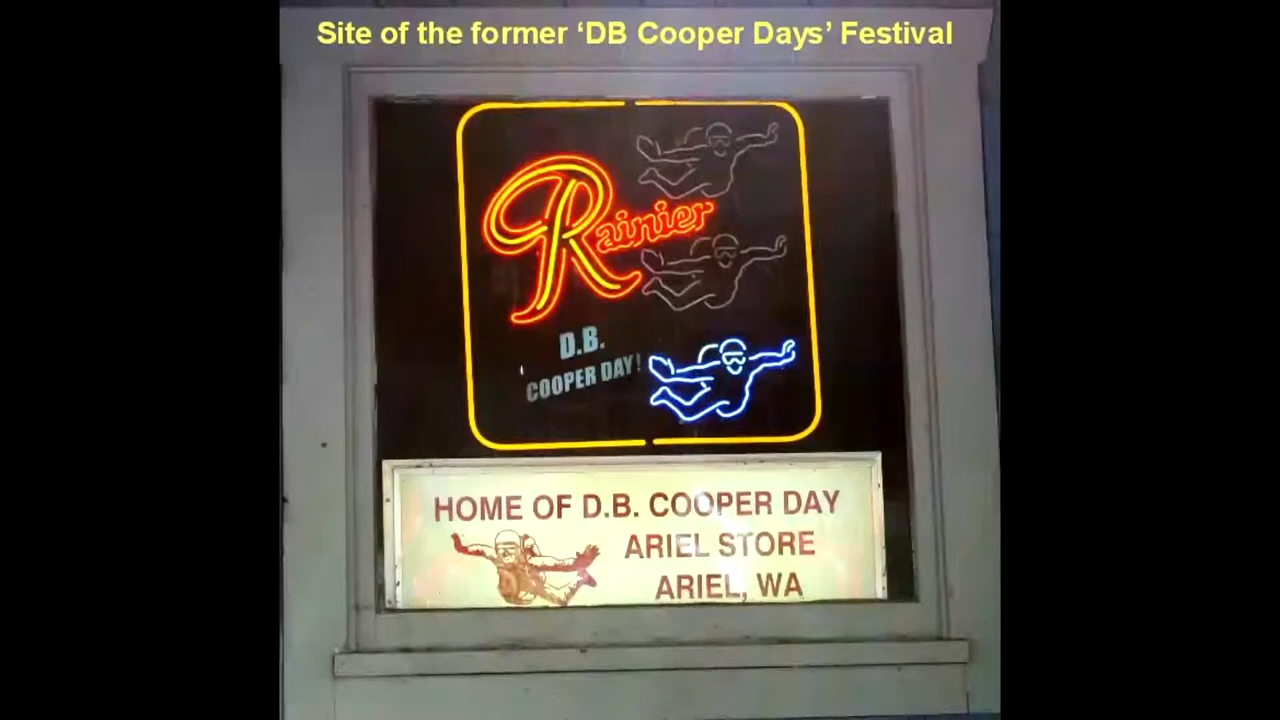 Site of the former ‘DB Cooper Days’ Festival
Rainier
D.B.
COOPER DAY!
HOME OF D.B. COOPER DAY
ARIEL STORE
ARIEL, WA